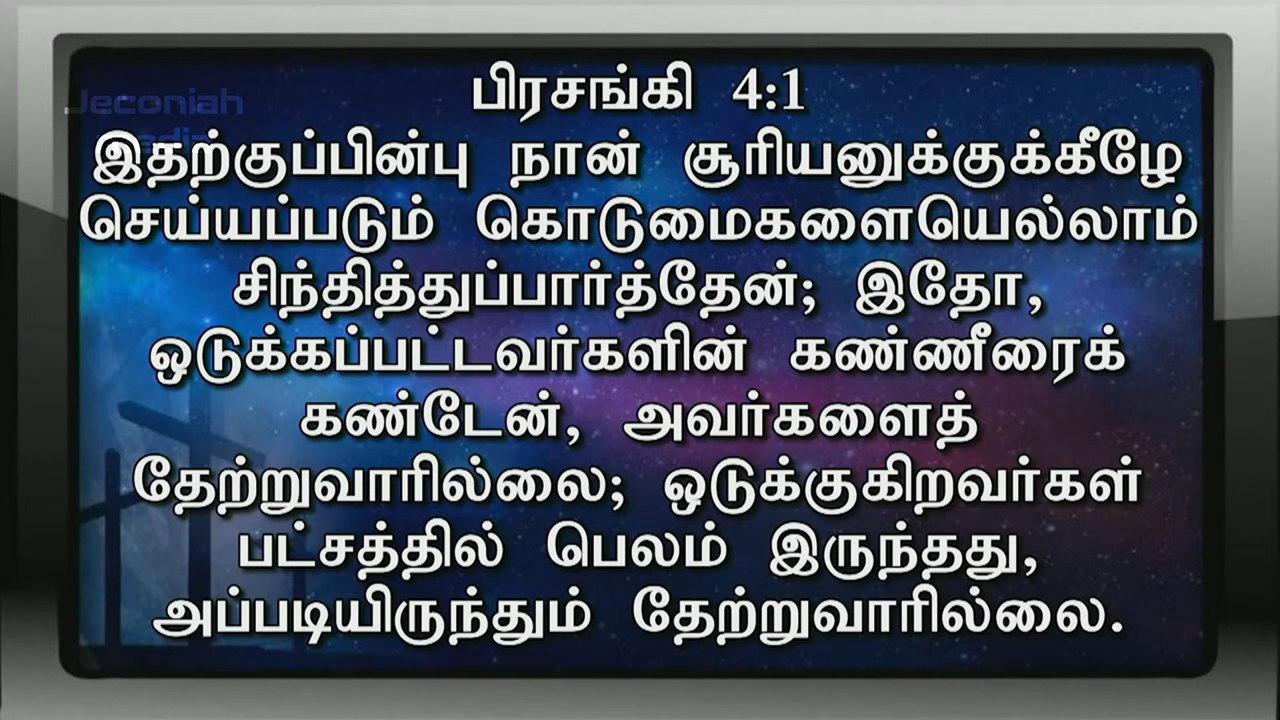 பிரசங்கி 4:1
Jeconiah
Media
இதற்குப்பின்பு நான் சூரியனுக்குக்கீழே
செய்யப்படும் கொடுமைகளையெல்லாம்
சிந்தித்துப்பார்த்தேன்; இதோ,
ஒடுக்கப்பட்டவர்களின் கண்ணீரைக்
கண்டேன், அவர்களைத்
தேற்றுவாரில்லை; ஒடுக்குகிறவர்கள்
பட்சத்தில் பெலம் இருந்தது,
அப்படியிருந்தும் தேற்றுவாரில்லை.